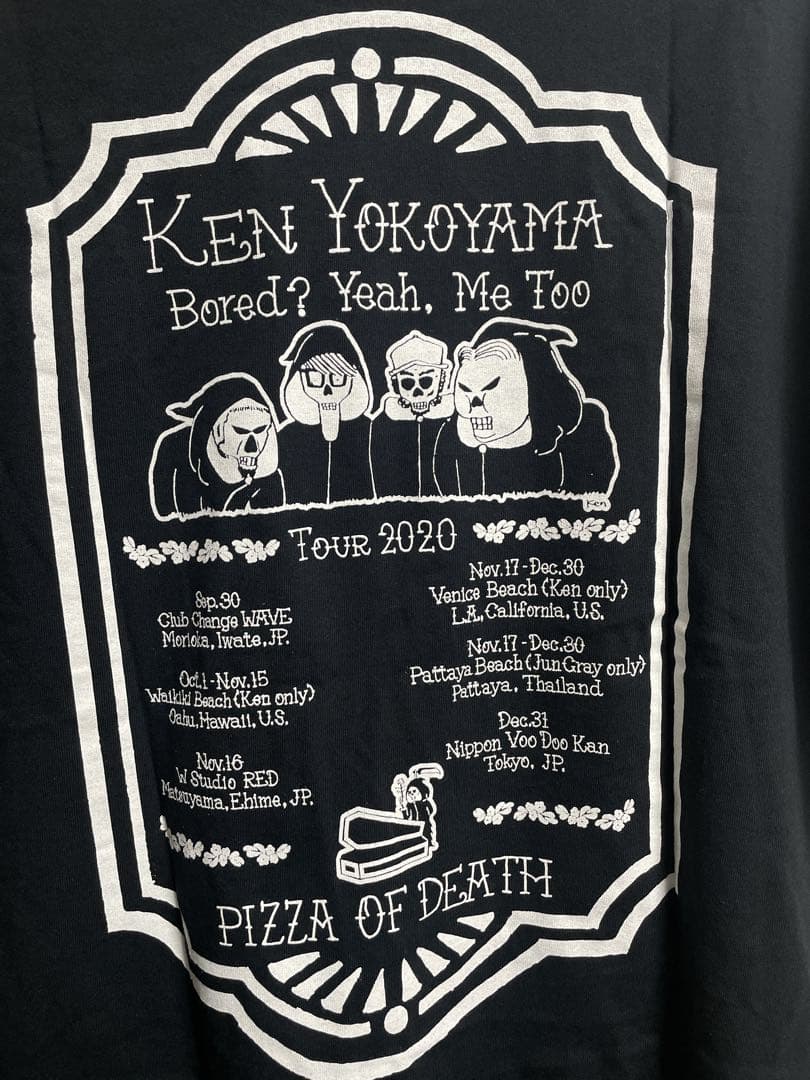 KEN YOKOYAMA
Bored? Yeah, Me Too
Ken
TOUR 2020
Sep.30
Club Change WAVE
Morioka, Iwate, JP.
Oct.1-Nov.15
Waikiki Beach(Ken only)
Oahu, Hawaii, U.S.
Nov.16
W Studio RED
Matsuyama, Ehime, JP.
Nov.17-Dec.30
Venice Beach(Ken only)
LA, California, U.S.
Nov.17-Dec.30
Pattaya Beach(Jun Gray only)
Pattaya, Thailand
Dec.31
Nippon Voo Doo Kan
Tokyo, JP.
PIZZA OF DEATH